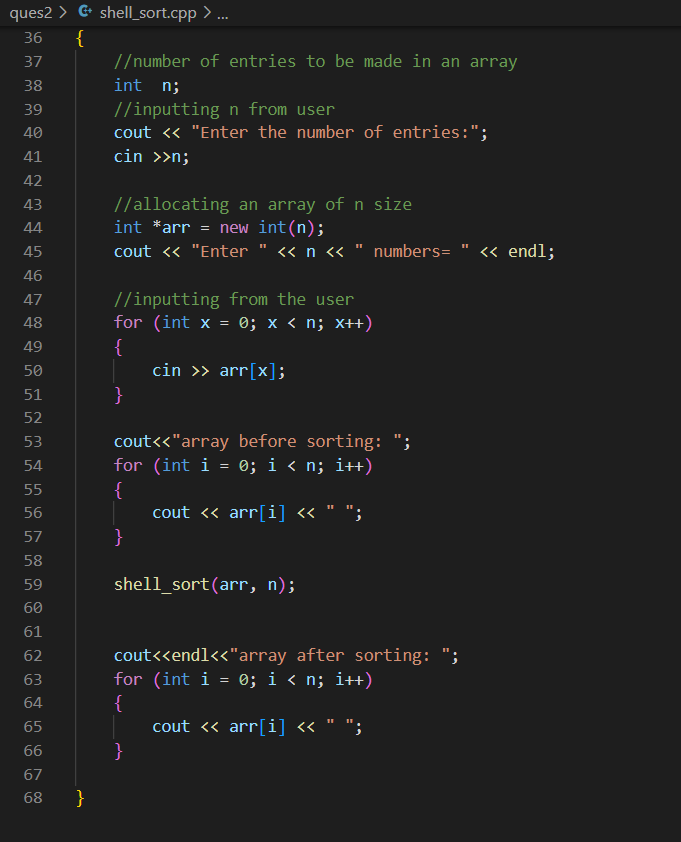 ques2 > shell_sort.cpp > ...
36 {
37 //number of entries to be made in an array
38 int  n;
39 //inputting n from user
40 cout << "Enter the number of entries:";
41 cin >>n;
42
43 //allocating an array of n size
44 int *arr = new int(n);
45 cout << "Enter " << n << " numbers= " << endl;
46
47 //inputting from the user
48 for (int x = 0; x < n; x++)
49 {
50 cin >> arr[x];
51 }
52
53 cout<<"array before sorting: ";
54 for (int i = 0; i < n; i++)
55 {
56 cout << arr[i] << " ";
57 }
58
59 shell_sort(arr, n);
60
61
62 cout<<endl<<"array after sorting: ";
63 for (int i = 0; i < n; i++)
64 {
65 cout << arr[i] << " ";
66 }
67
68 }